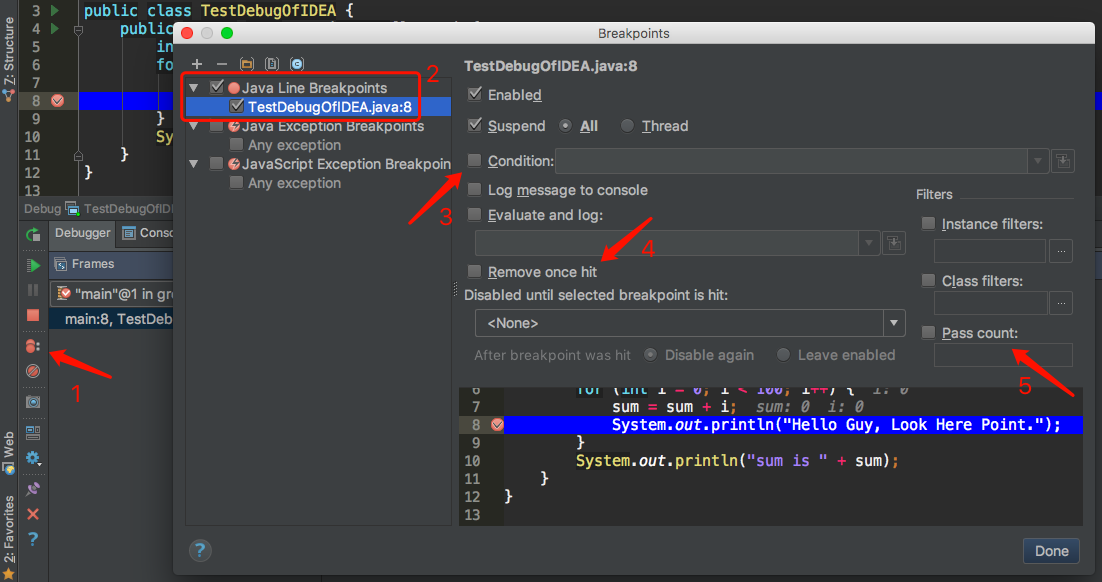 3 public class TestDebugOfIDEA {
4 public
5 in
6 fo
7
8
9 }
10 Sy
11 }
12 }
13
Z: Structure
Web
2: Favorites
Debug TestDebugOfID
Debugger Conso
Frames
"main"@1 in gro
main:8, TestDeb
1
Breakpoints
2
Java Line Breakpoints
TestDebugOfIDEA.java:8
Java Exception Breakpoints
Any exception
JavaScript Exception Breakpoin
Any exception
TestDebugOfIDEA.java:8
Enabled
Suspend All Thread
Condition:
3
Log message to console
Evaluate and log:
4
Remove once hit
Disabled until selected breakpoint is hit:
<None>
After breakpoint was hit Disable again Leave enabled
Filters
Instance filters:
...
Class filters:
...
Pass count:
5
6 for (int i = 0; i < 100; i++) { i: 0
7 sum = sum + i; sum: 0 i: 0
8 System.out.println("Hello Guy, Look Here Point.");
9 }
10 System.out.println("sum is " + sum);
11 }
12 }
13
?
?
Done